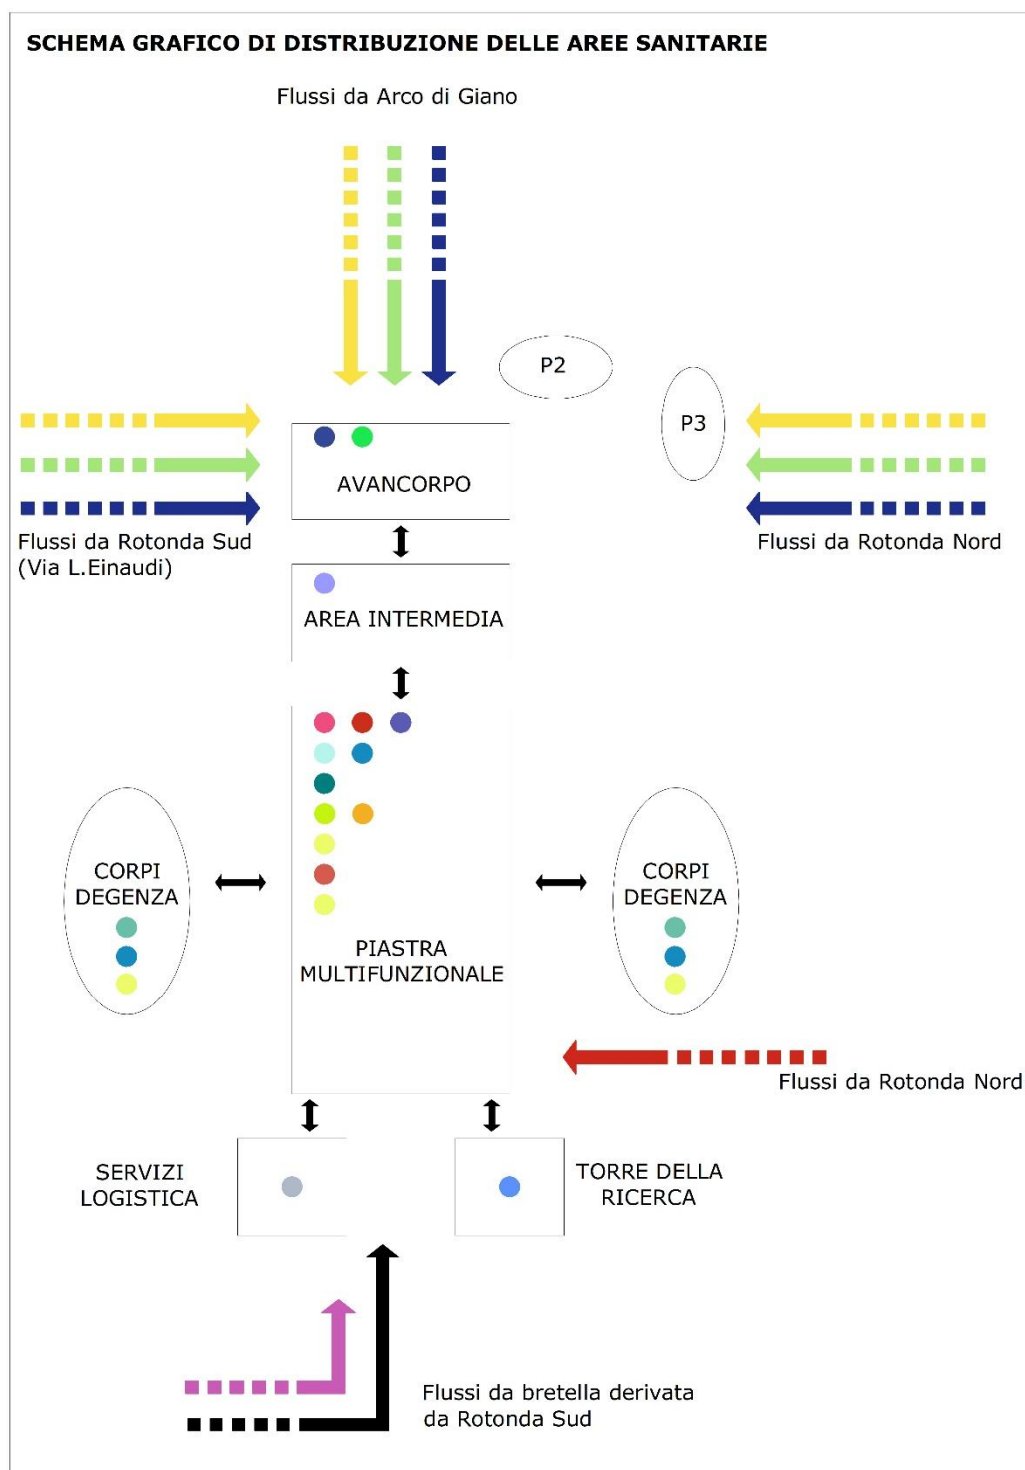 SCHEMA GRAFICO DI DISTRIBUZIONE DELLE AREE SANITARIE
Flussi da Arco di Giano
P2
P3
AVANCORPO
Flussi da Rotonda Sud
(Via L.Einaudi)
Flussi da Rotonda Nord
AREA INTERMEDIA
CORPI
DEGENZA
PIASTRA
MULTIFUNZIONALE
CORPI
DEGENZA
Flussi da Rotonda Nord
SERVIZI
LOGISTICA
TORRE DELLA
RICERCA
Flussi da bretella derivata
da Rotonda Sud